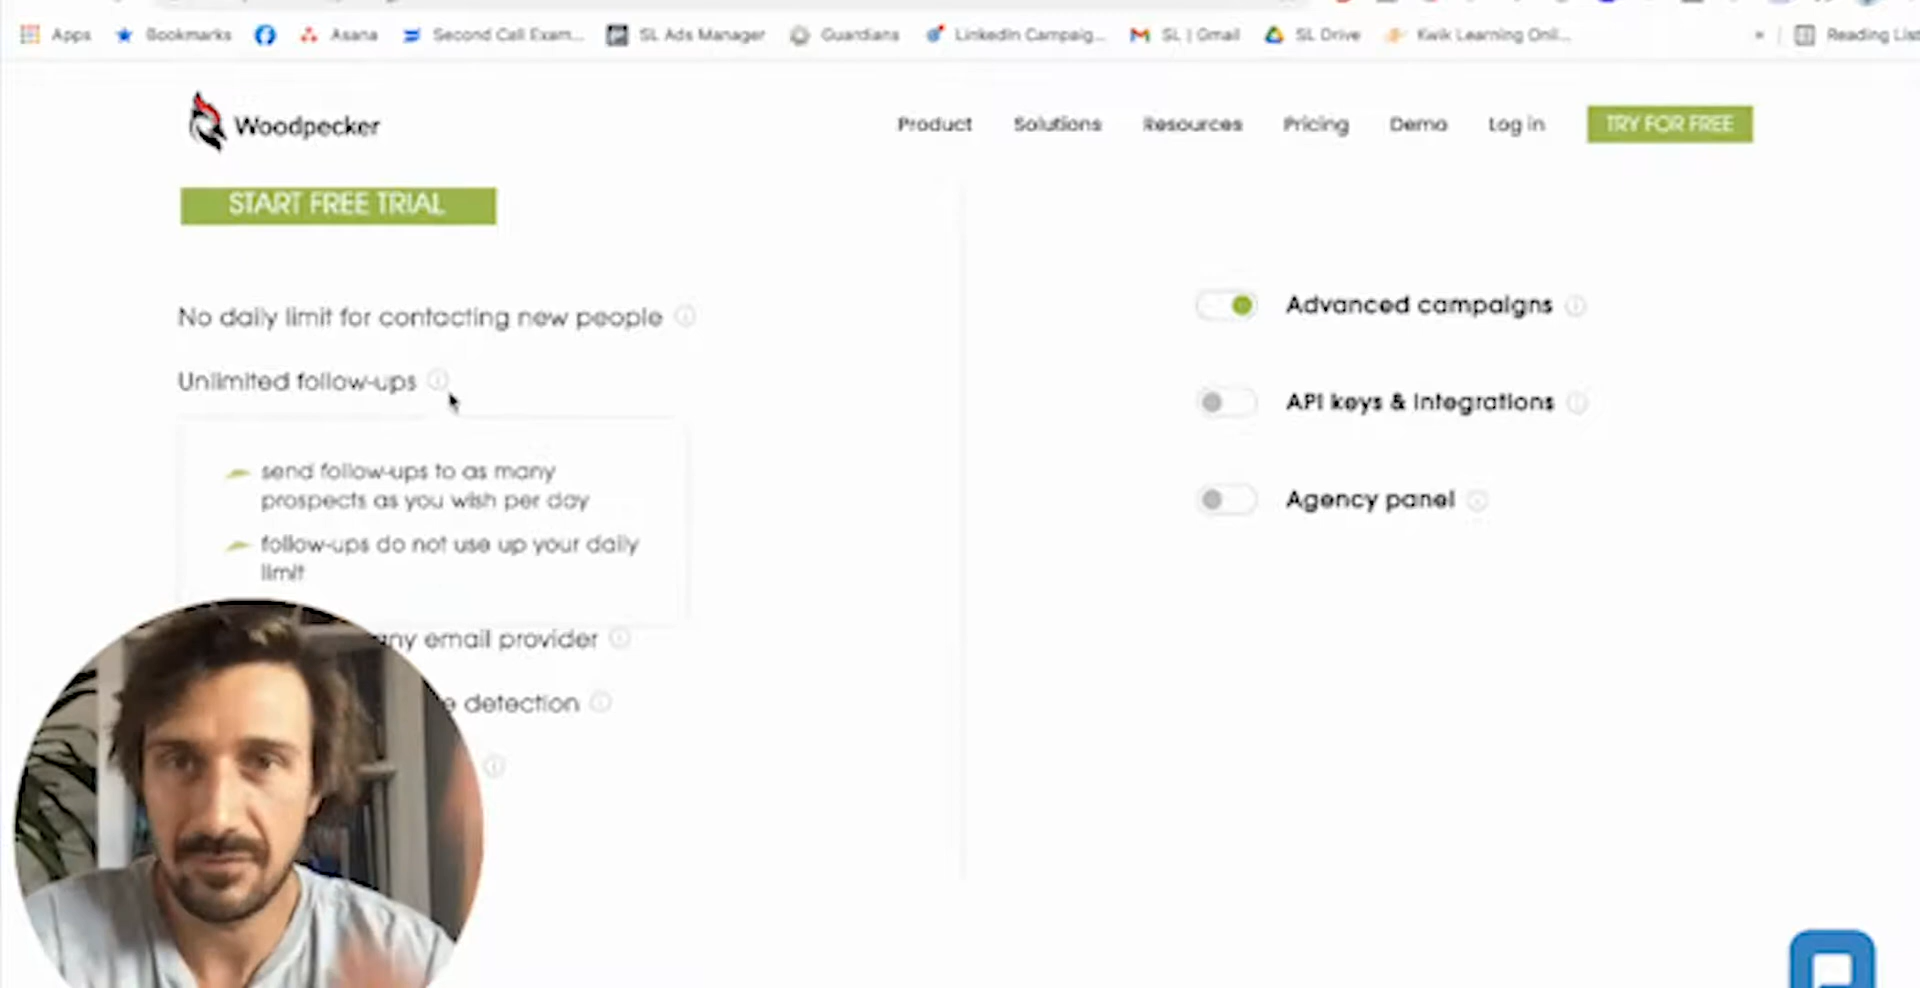 Apps Bookmarks Asana Second Call Exam... SL Ads Manager Guardians LinkedIn Campaig... SL | Gmail SL Drive Kwik Learning Onli... » Reading List
Woodpecker
Product Solutions Resources Pricing Demo Log in TRY FOR FREE
START FREE TRIAL
No daily limit for contacting new people
Unlimited follow-ups
send follow-ups to as many
prospects as you wish per day
follow-ups do not use up your daily
limit
any email provider
e detection
Advanced campaigns
API keys & Integrations
Agency panel